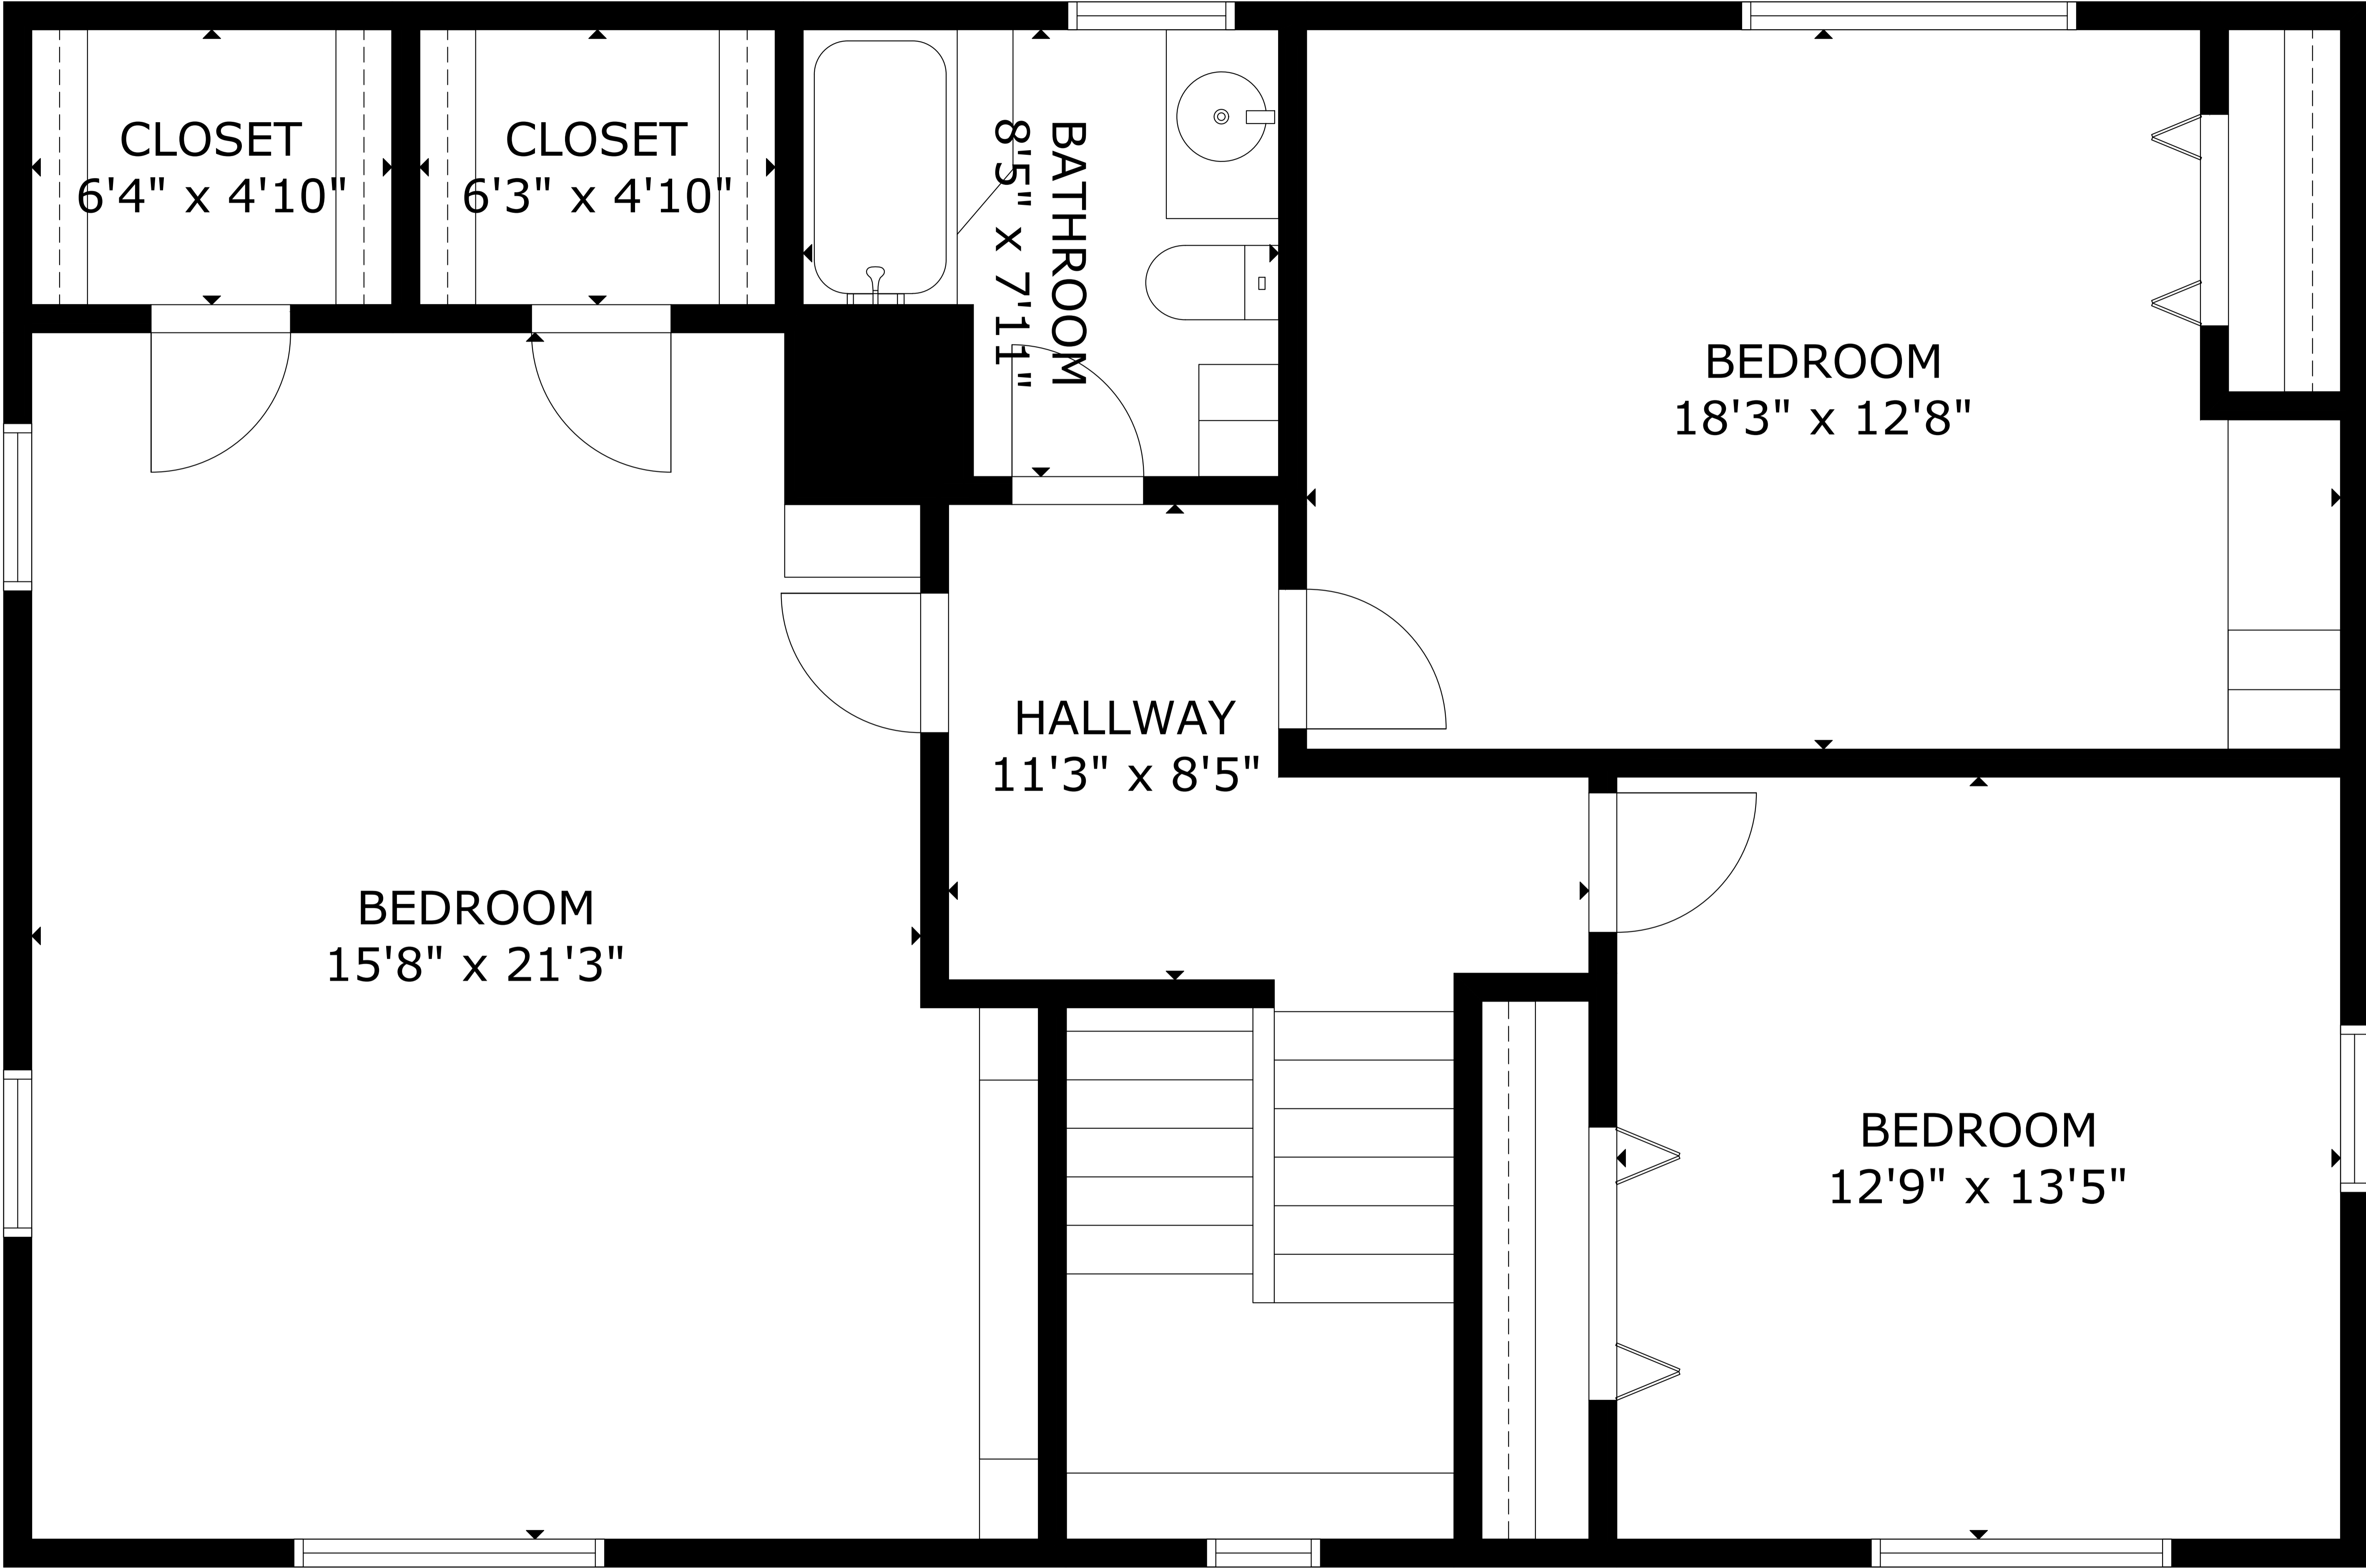 CLOSET
6'4" x 4'10"
CLOSET
6'3" x 4'10"
BATHROOM
8'5" x 7'11"
BEDROOM
18'3" x 12'8"
HALLWAY
11'3" x 8'5"
BEDROOM
15'8" x 21'3"
BEDROOM
12'9" x 13'5"